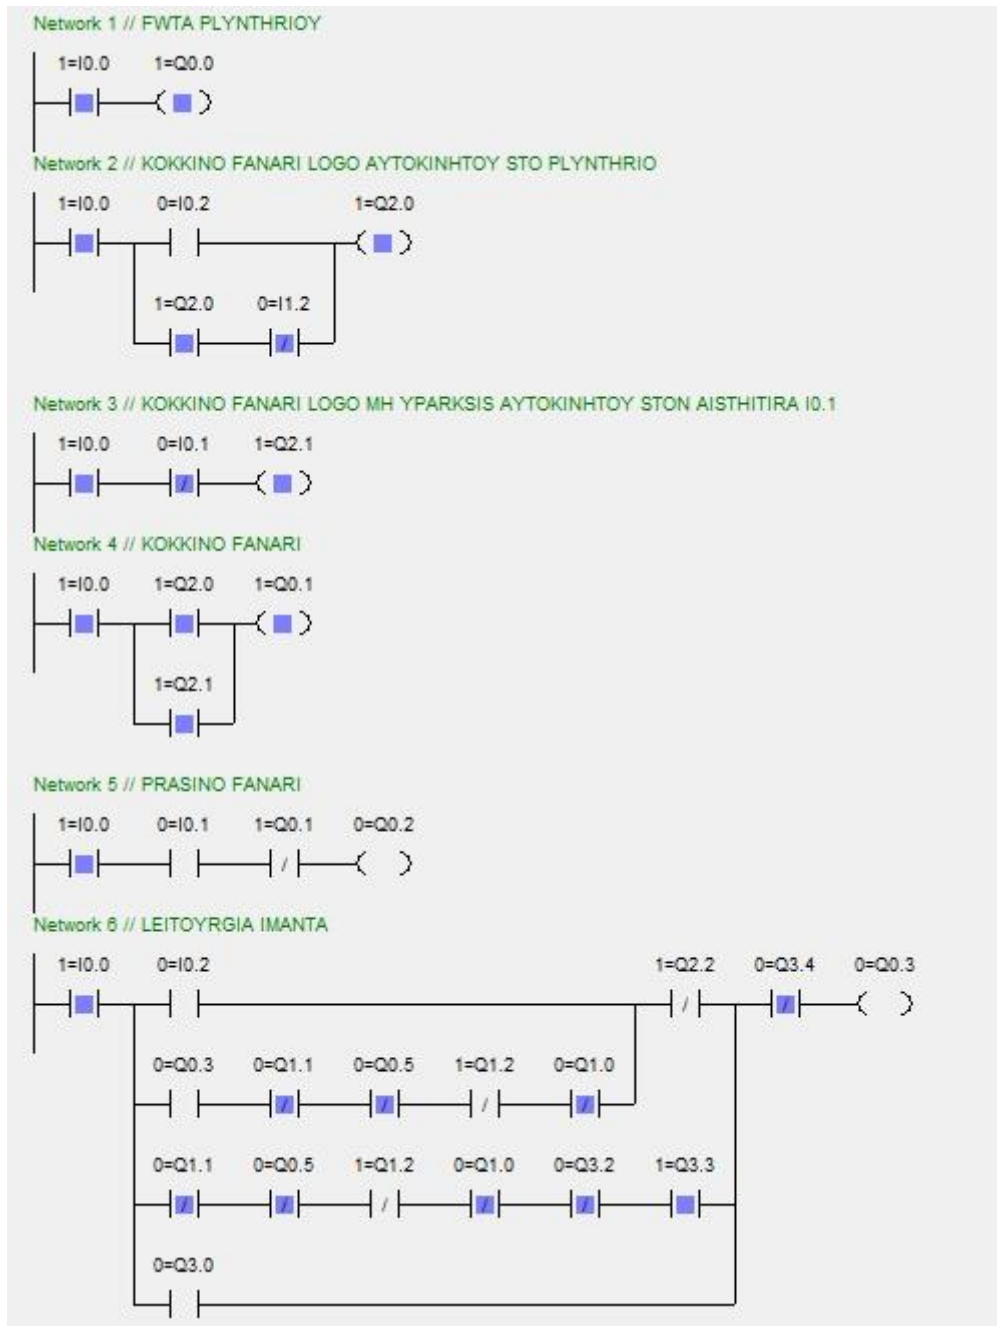 Network 1 // FWTA PLYNTHRIOY
1=I0.0 1=Q0.0
Network 2 // KOKKINO FANARI LOGO AYTOKINHTOY STO PLYNTHRIO
1=I0.0 0=I0.2 1=Q2.0
1=Q2.0 0=I1.2
/
Network 3 // KOKKINO FANARI LOGO MH YPARKSIS AYTOKINHTOY STON AISTHITIRA I0.1
1=I0.0 0=I0.1 1=Q2.1
/
Network 4 // KOKKINO FANARI
1=I0.0 1=Q2.0 1=Q0.1
1=Q2.1
Network 5 // PRASINO FANARI
1=I0.0 0=I0.1 1=Q0.1 0=Q0.2
/
Network 6 // LEITOYRGIA IMANTA
1=I0.0 0=I0.2 1=Q2.2 0=Q3.4 0=Q0.3
/ /
0=Q0.3 0=Q1.1 0=Q0.5 1=Q1.2 0=Q1.0
/ / / /
0=Q1.1 0=Q0.5 1=Q1.2 0=Q1.0 0=Q3.2 1=Q3.3
/ / / / /
0=Q3.0